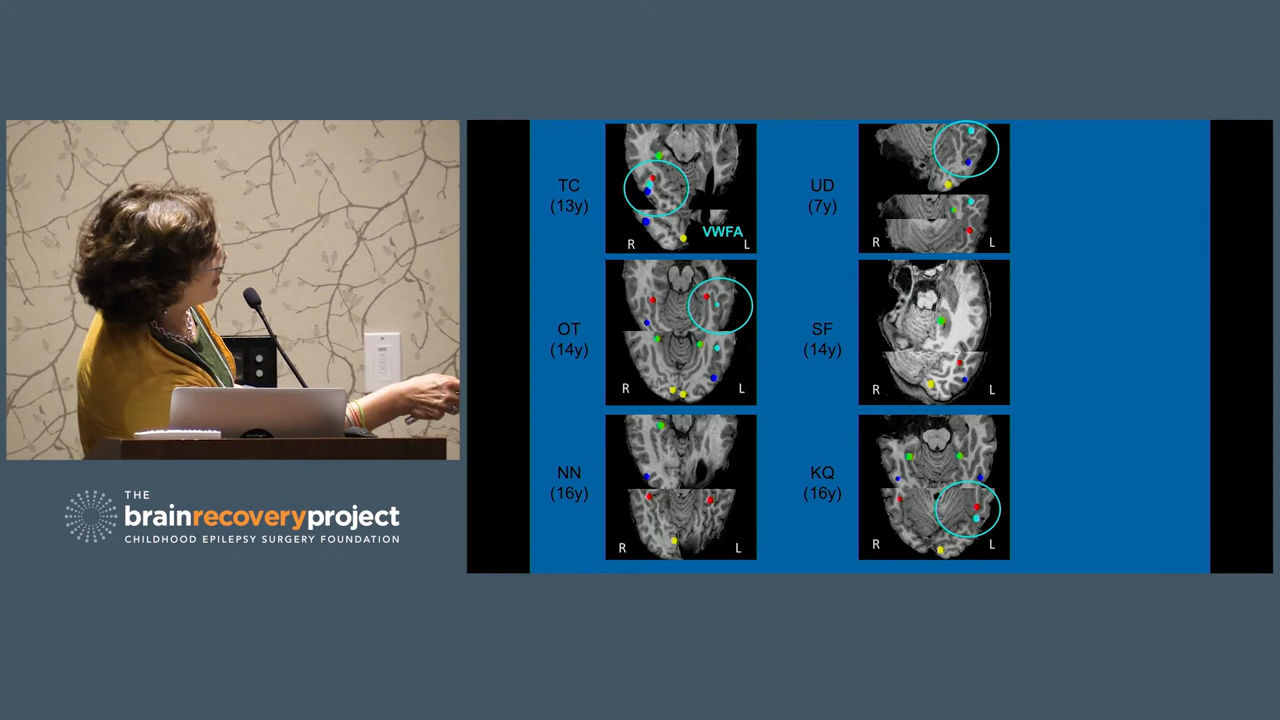 THE
brainrecoveryproject
CHILDHOOD EPILEPSY SURGERY FOUNDATION
TC
(13y)
VWFA
R
L
UD
(7y)
R
L
OT
(14y)
R
L
SF
(14y)
R
L
NN
(16y)
R
L
KQ
(16y)
R
L